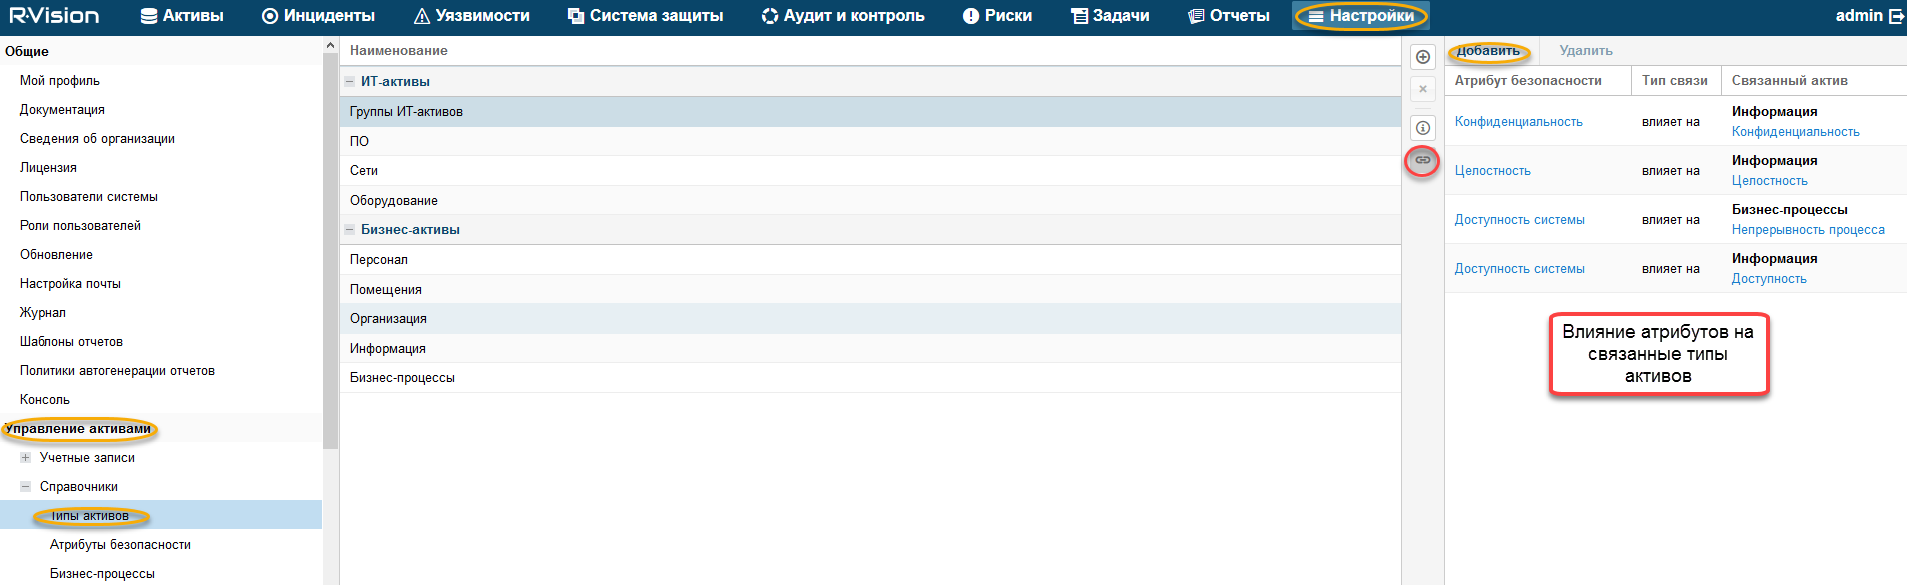 R-Vision
Активы
Инциденты
Уязвимости
Система защиты
Аудит и контроль
Риски
Задачи
Отчеты
Настройки
admin
Общие
Мой профиль
Документация
Сведения об организации
Лицензия
Пользователи системы
Роли пользователей
Обновление
Настройка почты
Журнал
Шаблоны отчетов
Политики автогенерации отчетов
Консоль
Управление активами
Учетные записи
Справочники
Типы активов
Атрибуты безопасности
Бизнес-процессы
Наименование
ИТ-активы
Группы ИТ-активов
ПО
Сети
Оборудование
Бизнес-активы
Персонал
Помещения
Организация
Информация
Бизнес-процессы
Добавить
Удалить
Атрибут безопасности
Тип связи
Связанный актив
Конфиденциальность
влияет на
Информация
Конфиденциальность
Целостность
влияет на
Информация
Целостность
Доступность системы
влияет на
Бизнес-процессы
Непрерывность процесса
Доступность системы
влияет на
Информация
Доступность
Влияние атрибутов на
связанные типы
активов